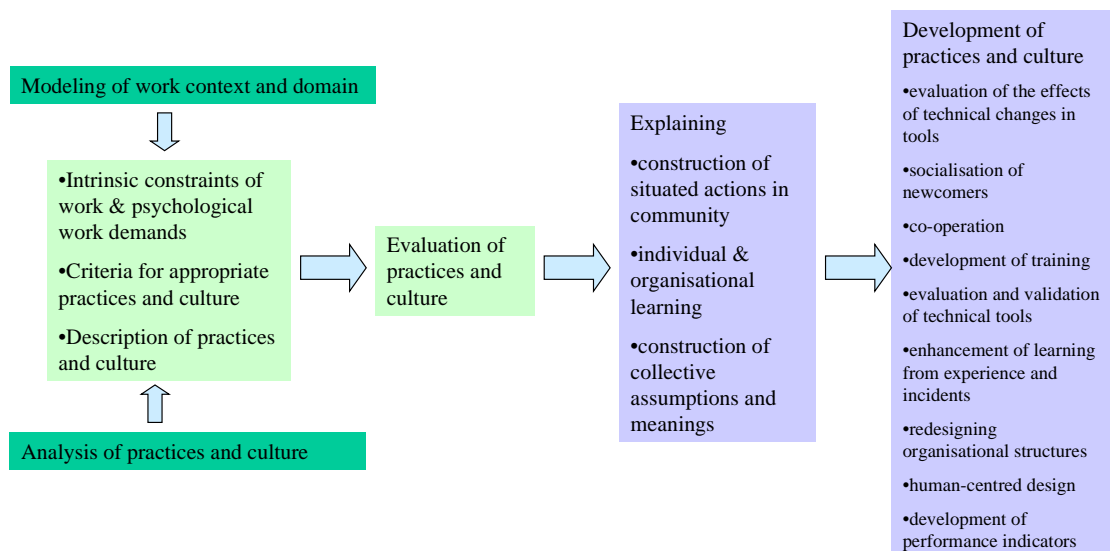 Modeling of work context and domain
•Intrinsic constraints of
work & psychological
work demands
•Criteria for appropriate
practices and culture
•Description of practices
and culture
Analysis of practices and culture
Evaluation of
practices and
culture
Explaining
•construction of
situated actions in
community
•individual &
organisational
learning
•construction of
collective
assumptions and
meanings
Development of
practices and culture
•evaluation of the effects
of technical changes in
tools
•socialisation of
newcomers
•co-operation
•development of training
•evaluation and validation
of technical tools
•enhancement of learning
from experience and
incidents
•redesigning
organisational structures
•human-centred design
•development of
performance indicators